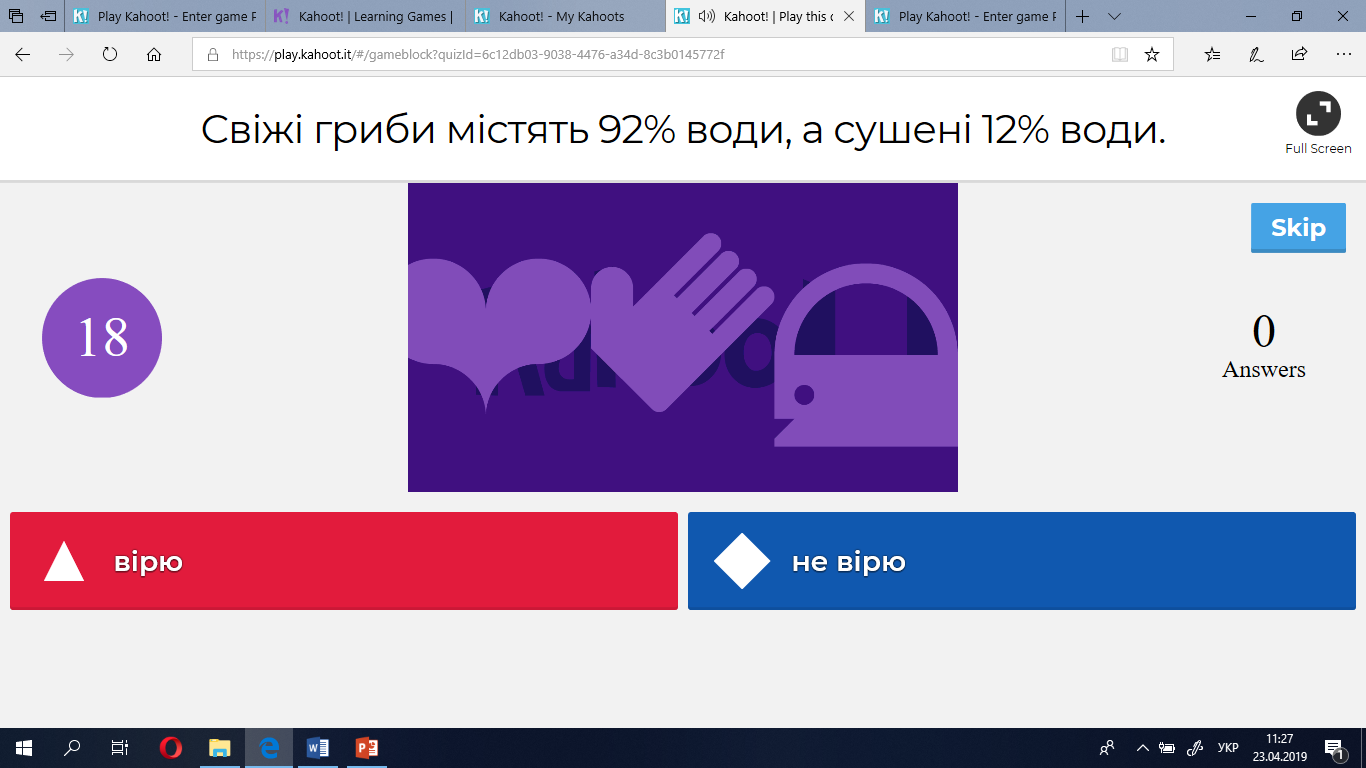 Play Kahoot! - Enter game P
Kahoot! | Learning Games |
Kahoot! - My Kahoots
Kahoot! | Play this q
Play Kahoot! - Enter game P
https://play.kahoot.it/#/gameblock?quizId=6c12db03-9038-4476-a34d-8c3b0145772f
Свіжі гриби містять 92% води, а сушені 12% води.
Full Screen
Skip
18
0
Answers
вірю
не вірю
УКР
11:27
23.04.2019
1